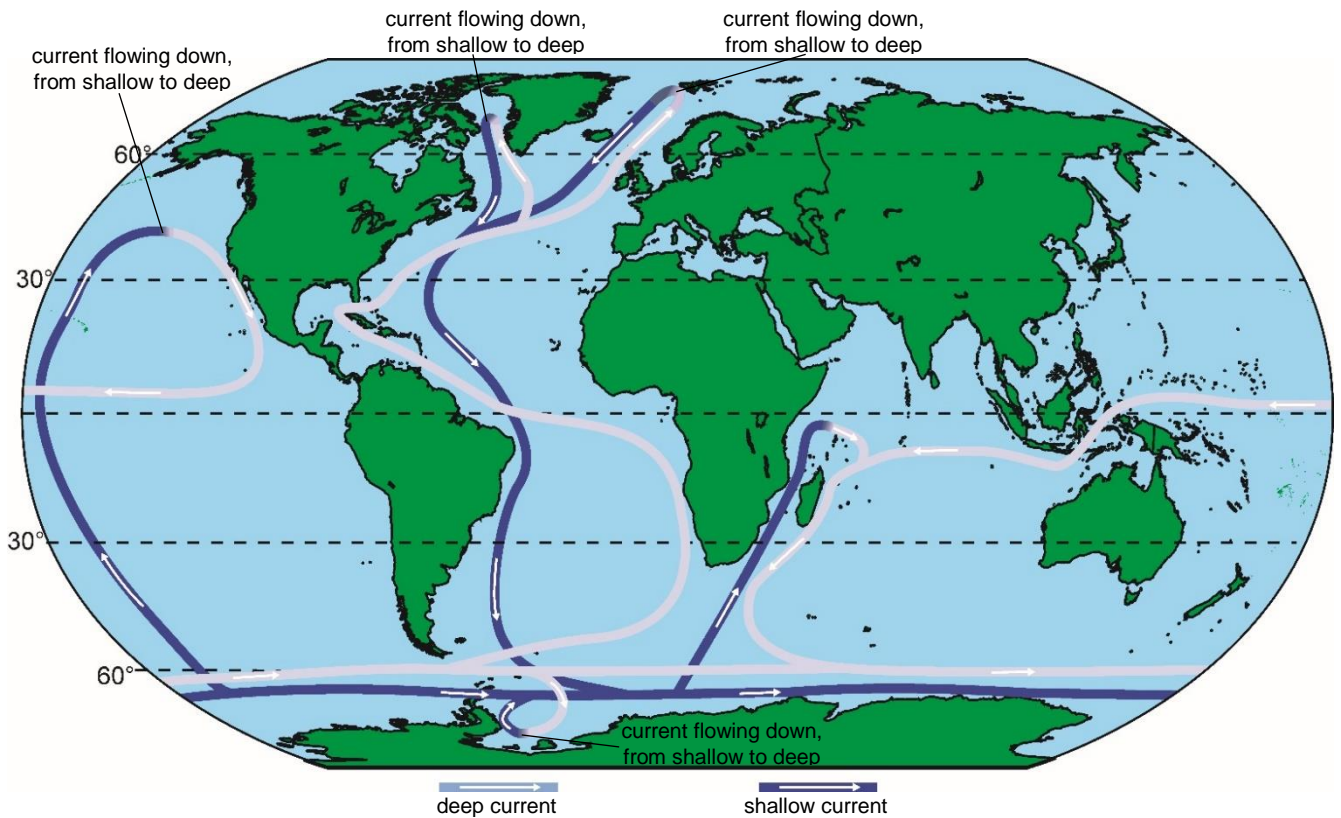 current flowing down,
from shallow to deep
current flowing down,
from shallow to deep
current flowing down,
from shallow to deep
60°
30°
30°
60°
current flowing down,
from shallow to deep
deep current
shallow current